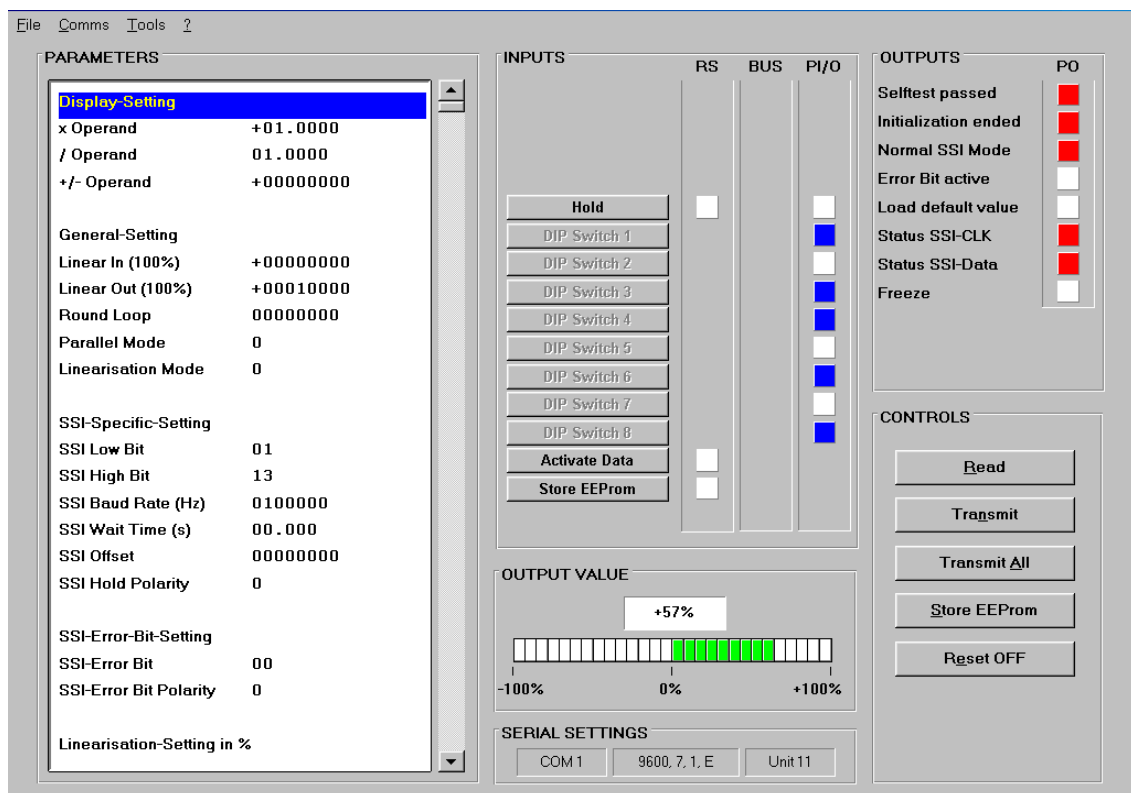 File Comms Tools ?
PARAMETERS
Display-Setting
x Operand +01.0000
/ Operand 01.0000
+/- Operand +00000000
General-Setting
Linear In (100%) +00000000
Linear Out (100%) +00010000
Round Loop 00000000
Parallel Mode 0
Linearisation Mode 0
SSI-Specific-Setting
SSI Low Bit 01
SSI High Bit 13
SSI Baud Rate (Hz) 0100000
SSI Wait Time (s) 00.000
SSI Offset 00000000
SSI Hold Polarity 0
SSI-Error-Bit-Setting
SSI-Error Bit 00
SSI-Error Bit Polarity 0
Linearisation-Setting in %
INPUTS
RS BUS PI/O
Hold
DIP Switch 1
DIP Switch 2
DIP Switch 3
DIP Switch 4
DIP Switch 5
DIP Switch 6
DIP Switch 7
DIP Switch 8
Activate Data
Store EEProm
OUTPUT VALUE
+57%
-100% 0% +100%
SERIAL SETTINGS
COM 1 9600, 7, 1, E Unit 11
OUTPUTS
PO
Selftest passed
Initialization ended
Normal SSI Mode
Error Bit active
Load default value
Status SSI-CLK
Status SSI-Data
Freeze
CONTROLS
Read
Transmit
Transmit All
Store EEProm
Reset OFF